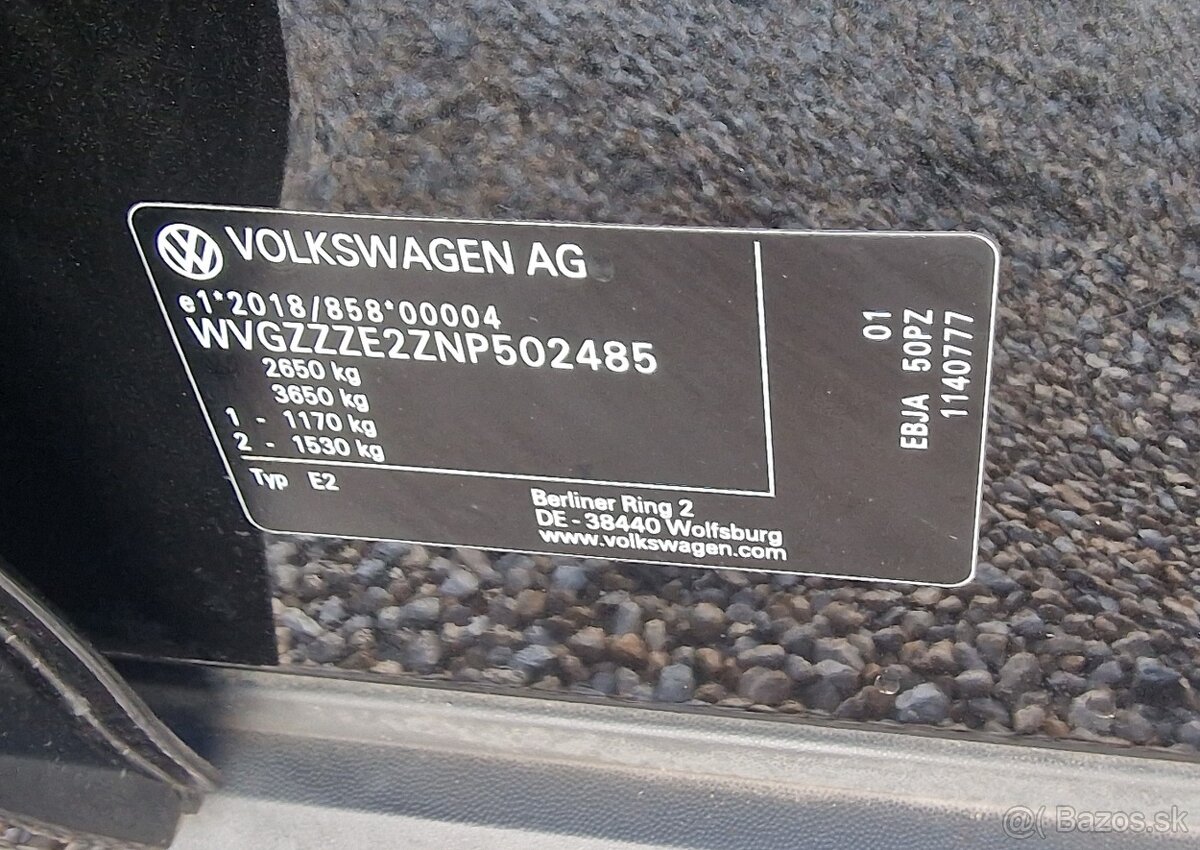 VOLKSWAGEN AG
e1*2018/858*00004
WVGZZZE2ZNP502485
2650 kg
3650 kg
1 - 1170 kg
2 - 1530 kg
Typ E2
Berliner Ring 2
DE-38440 Wolfsburg
www.volkswagen.com
01
EBJA 50PZ
1140777
@( Bazos.sk